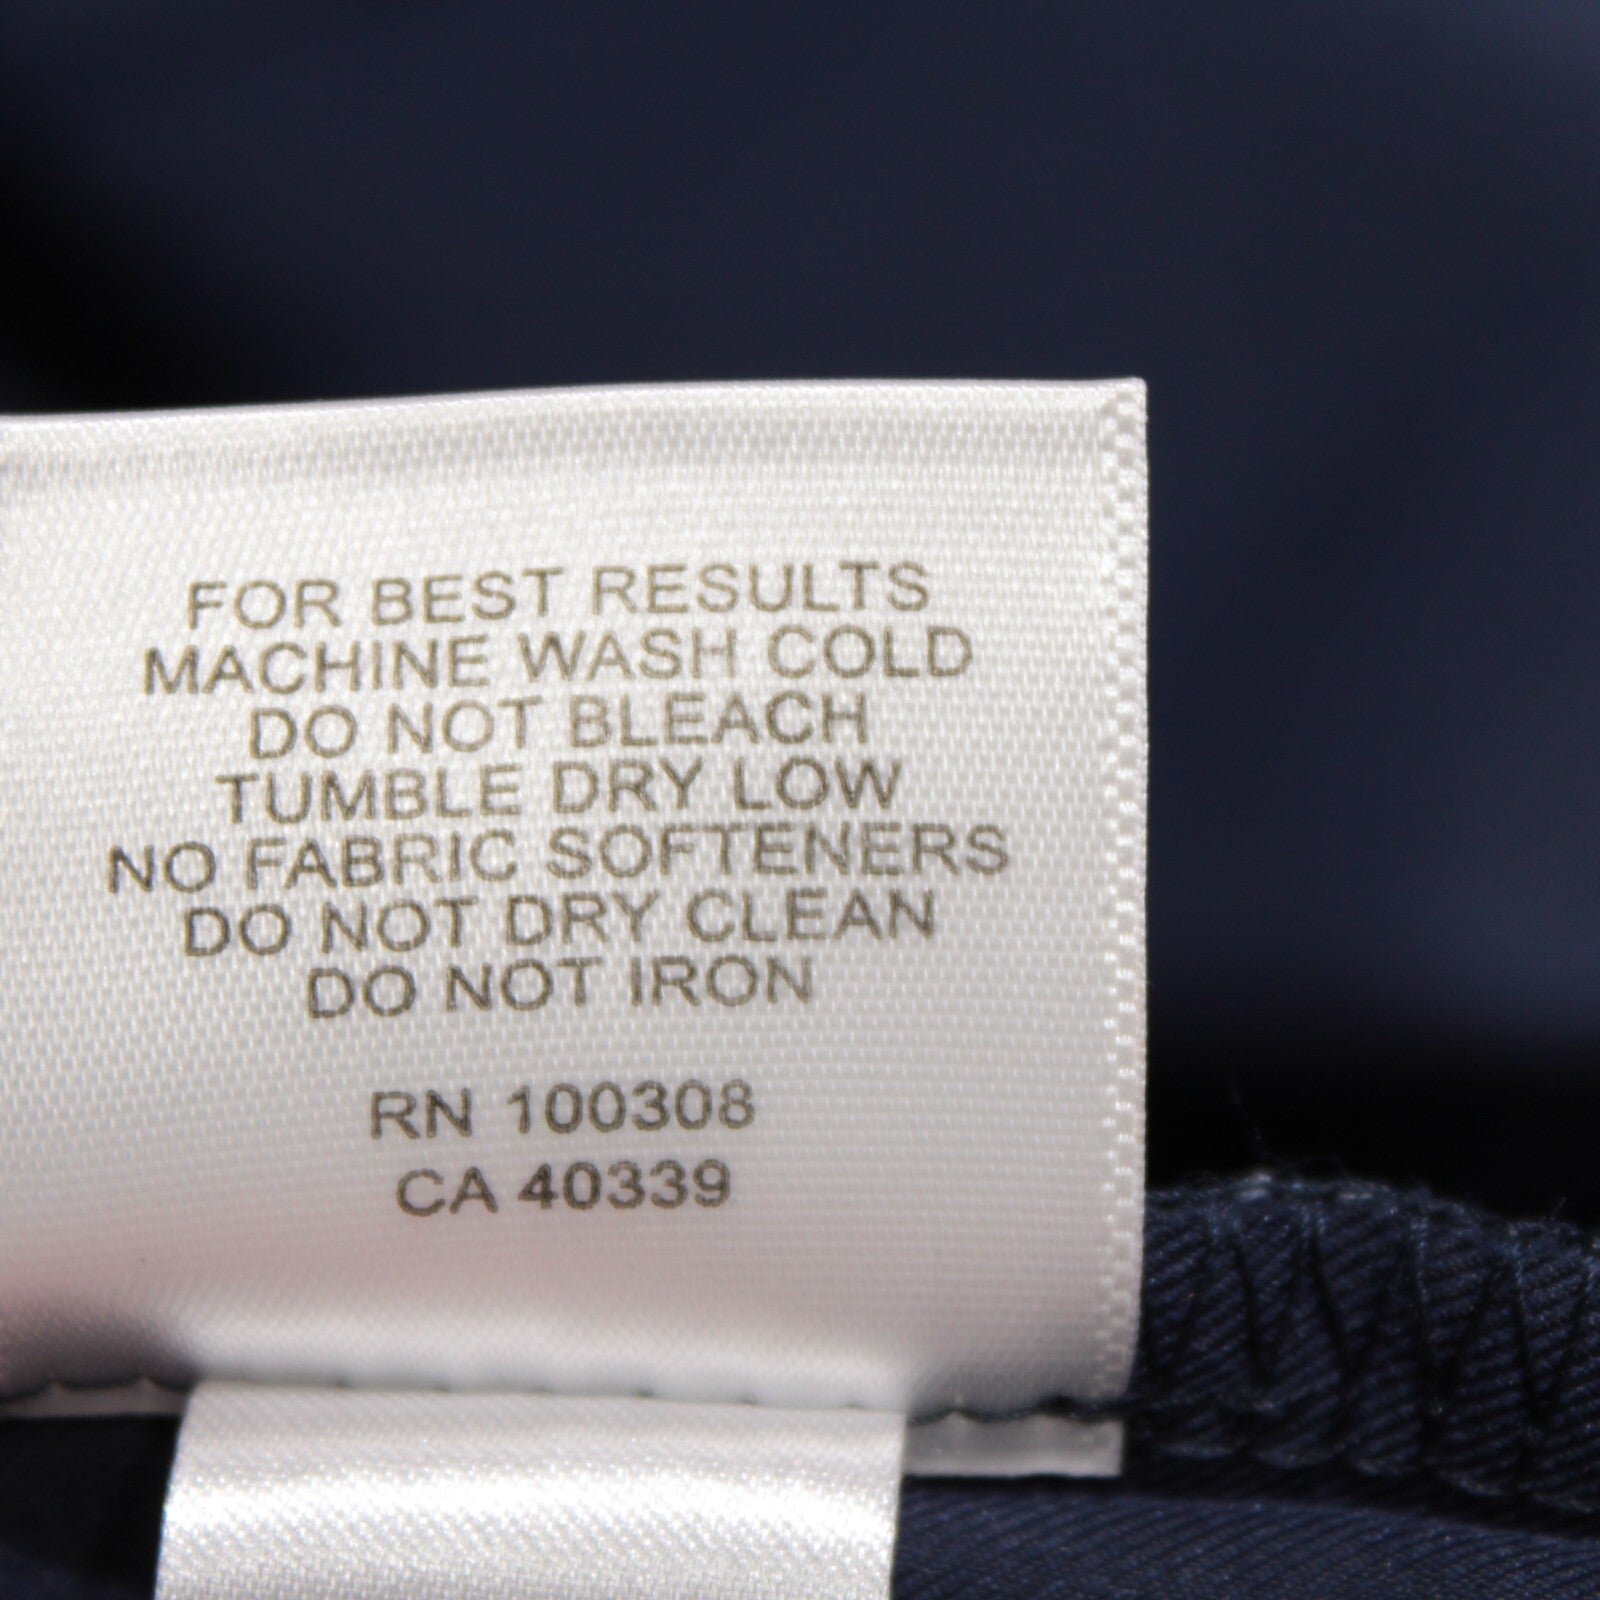 FOR BEST RESULTS
MACHINE WASH COLD
DO NOT BLEACH
TUMBLE DRY LOW
NO FABRIC SOFTENERS
DO NOT DRY CLEAN
DO NOT IRON
RN 100308
CA 40339